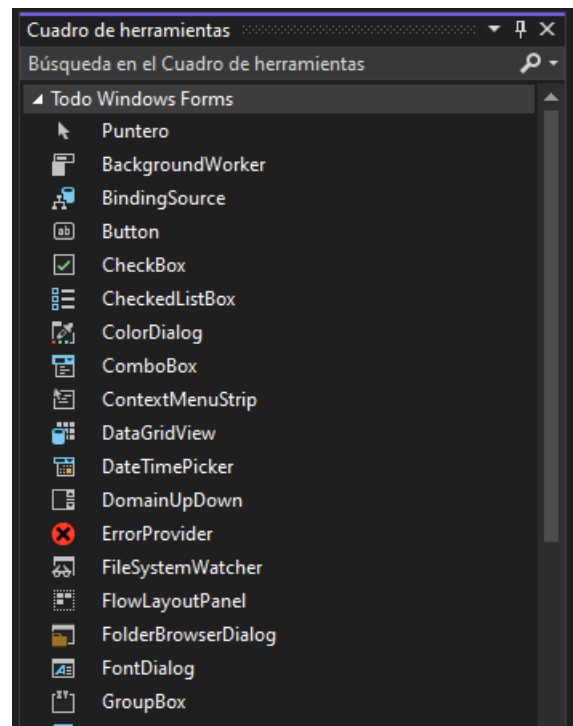 Cuadro de herramientas
Búsqueda en el Cuadro de herramientas
Todo Windows Forms
Puntero
BackgroundWorker
BindingSource
Button
CheckBox
CheckedListBox
ColorDialog
ComboBox
ContextMenuStrip
DataGridView
DateTimePicker
DomainUpDown
ErrorProvider
FileSystemWatcher
FlowLayoutPanel
FolderBrowserDialog
FontDialog
GroupBox